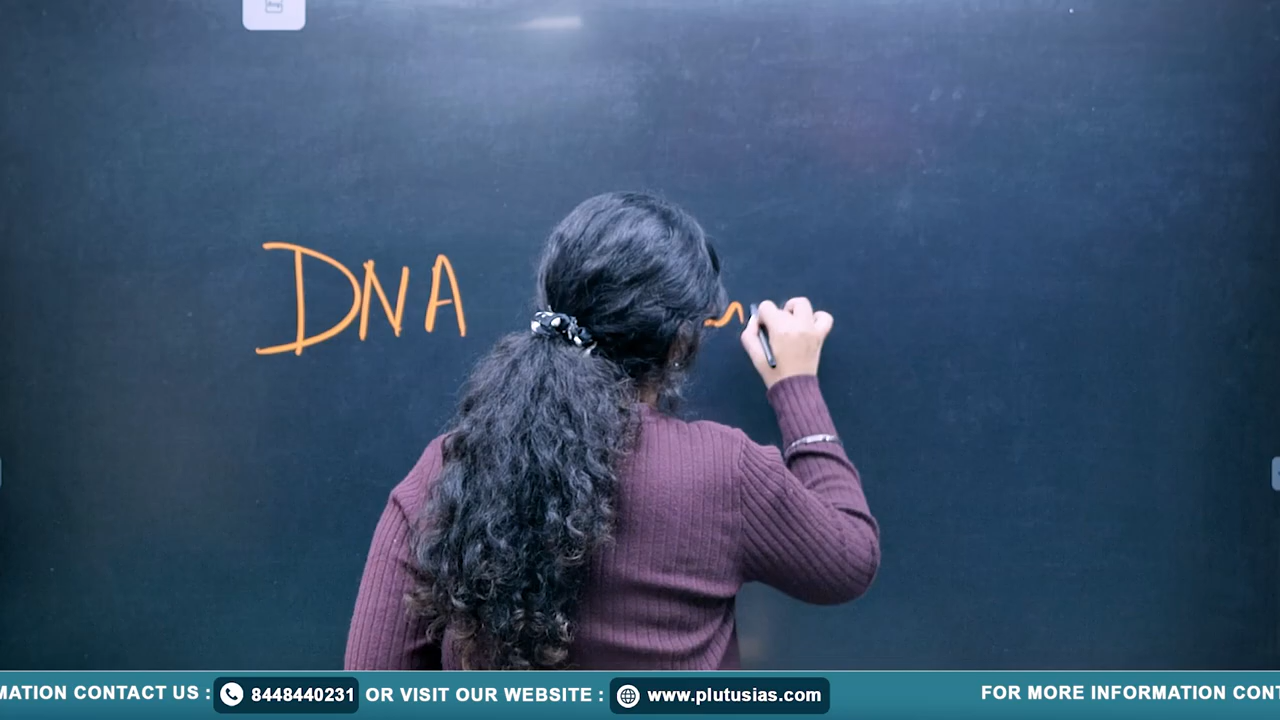 DNA
MATION CONTACT US : 8448440231 OR VISIT OUR WEBSITE : www.plutusias.com FOR MORE INFORMATION CONT